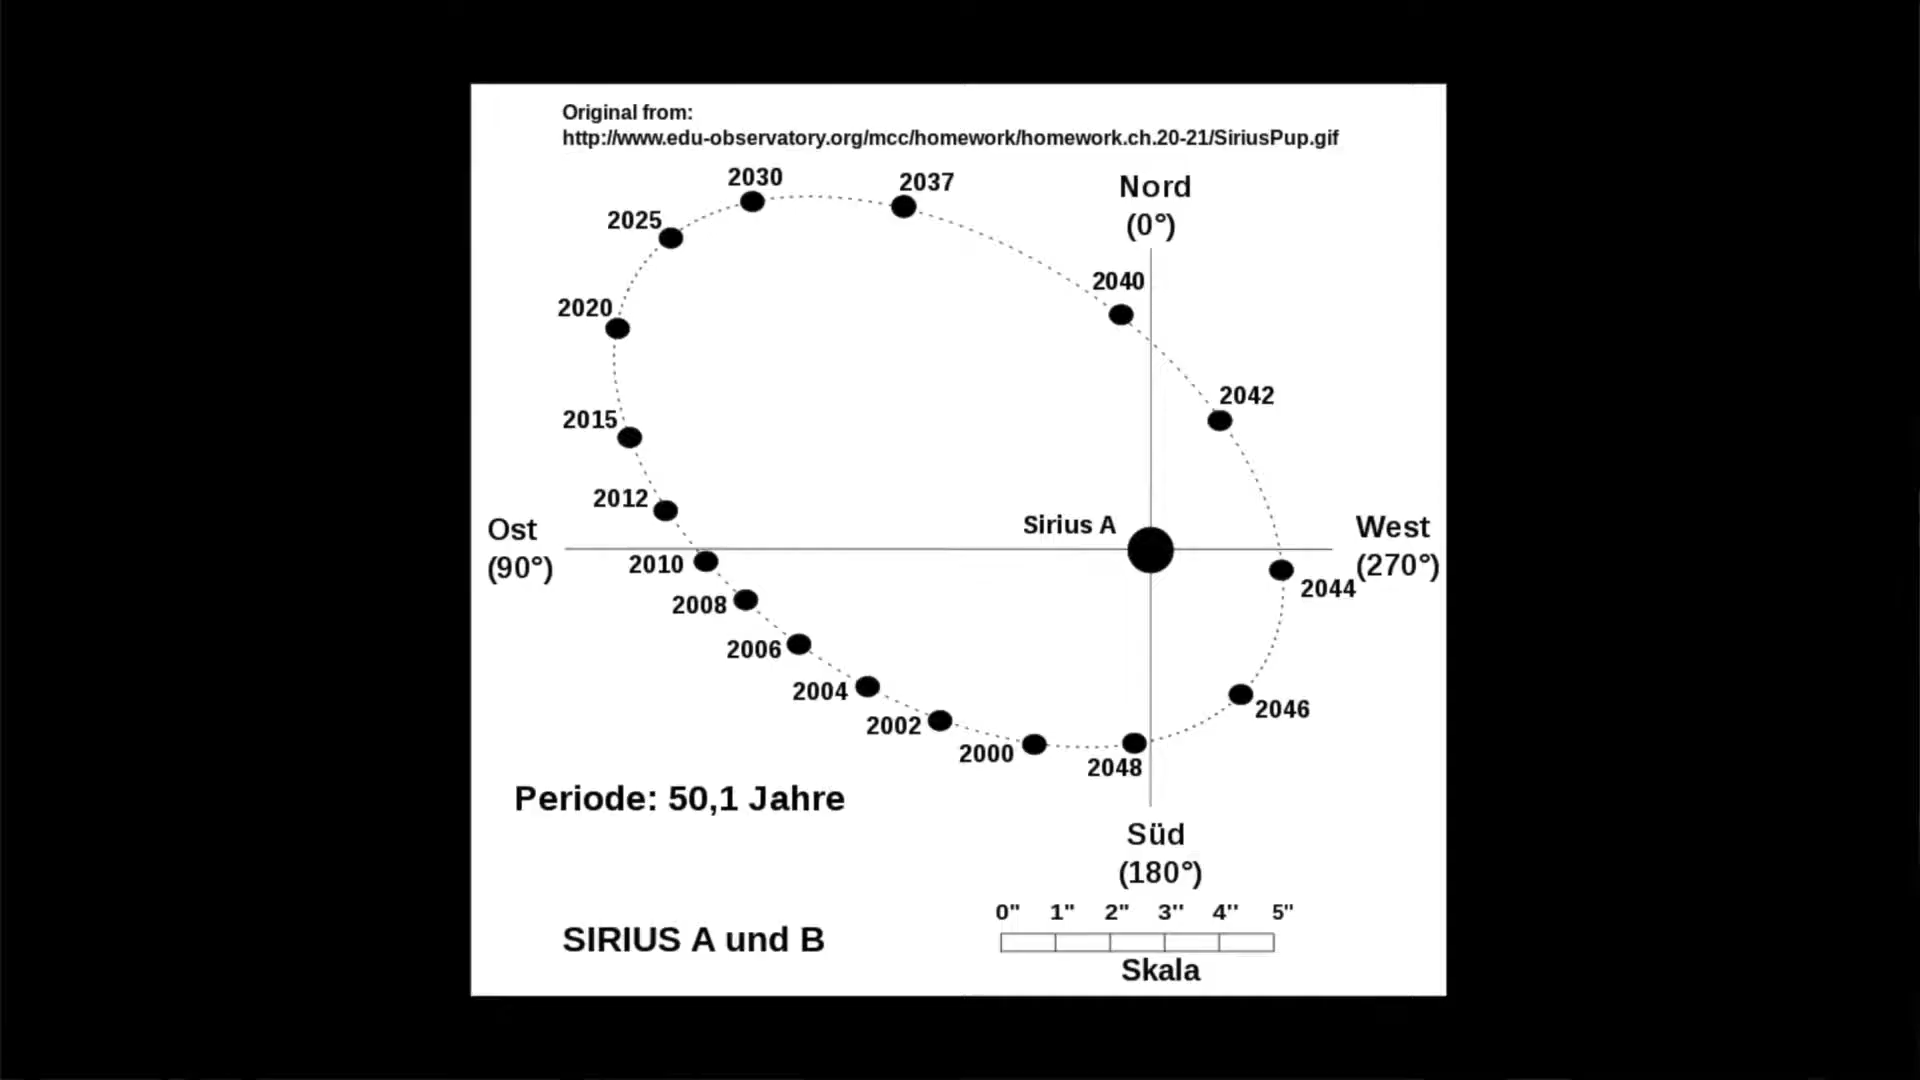 Original from:
http://www.edu-observatory.org/mcc/homework/homework.ch.20-21/SiriusPup.gif
2030
2037
Nord
(0°)
2025
2040
2020
2042
2015
2012
Ost
(90°)
Sirius A
West
(270°)
2010
2044
2008
2006
2004
2046
2002
2000
2048
Periode: 50,1 Jahre
Süd
(180°)
0" 1" 2" 3'' 4'' 5"
SIRIUS A und B
Skala